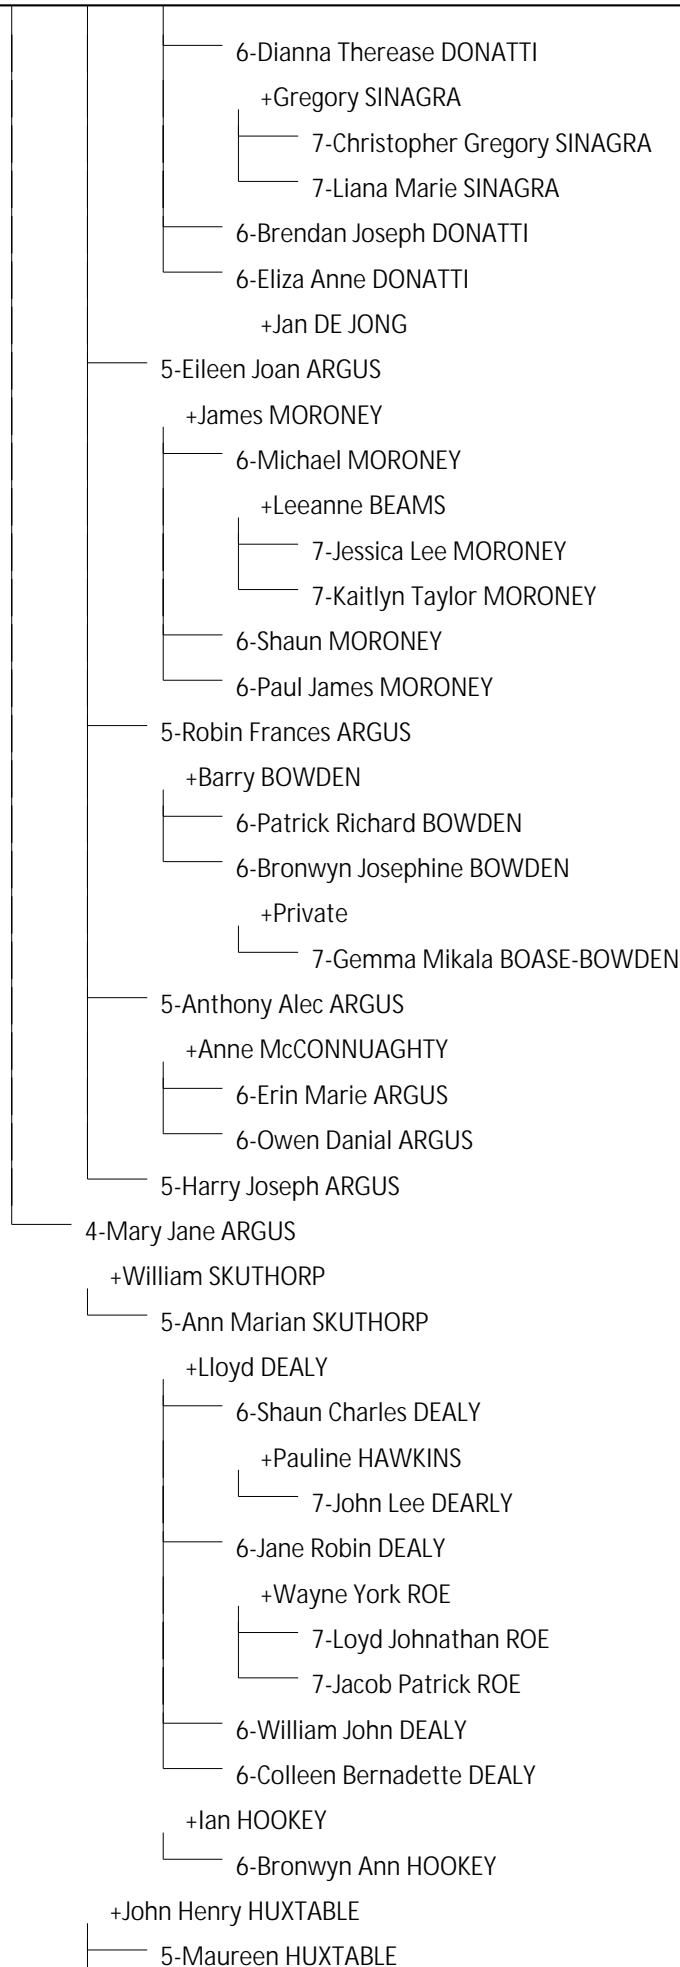 6-Dianna Therease DONATTI
+Gregory SINAGRA
7-Christopher Gregory SINAGRA
7-Liana Marie SINAGRA
6-Brendan Joseph DONATTI
6-Eliza Anne DONATTI
+Jan DE JONG
5-Eileen Joan ARGUS
+James MORONEY
6-Michael MORONEY
+Leeanne BEAMS
7-Jessica Lee MORONEY
7-Kaitlyn Taylor MORONEY
6-Shaun MORONEY
6-Paul James MORONEY
5-Robin Frances ARGUS
+Barry BOWDEN
6-Patrick Richard BOWDEN
6-Bronwyn Josephine BOWDEN
+Private
7-Gemma Mikala BOASE-BOWDEN
5-Anthony Alec ARGUS
+Anne McCONNUAGHTY
6-Erin Marie ARGUS
6-Owen Danial ARGUS
5-Harry Joseph ARGUS
4-Mary Jane ARGUS
+William SKUTHORP
5-Ann Marian SKUTHORP
+Lloyd DEALY
6-Shaun Charles DEALY
+Pauline HAWKINS
7-John Lee DEARLY
6-Jane Robin DEALY
+Wayne York ROE
7-Loyd Johnathan ROE
7-Jacob Patrick ROE
6-William John DEALY
6-Colleen Bernadette DEALY
+Ian HOOKEY
6-Bronwyn Ann HOOKEY
+John Henry HUXTABLE
5-Maureen HUXTABLE